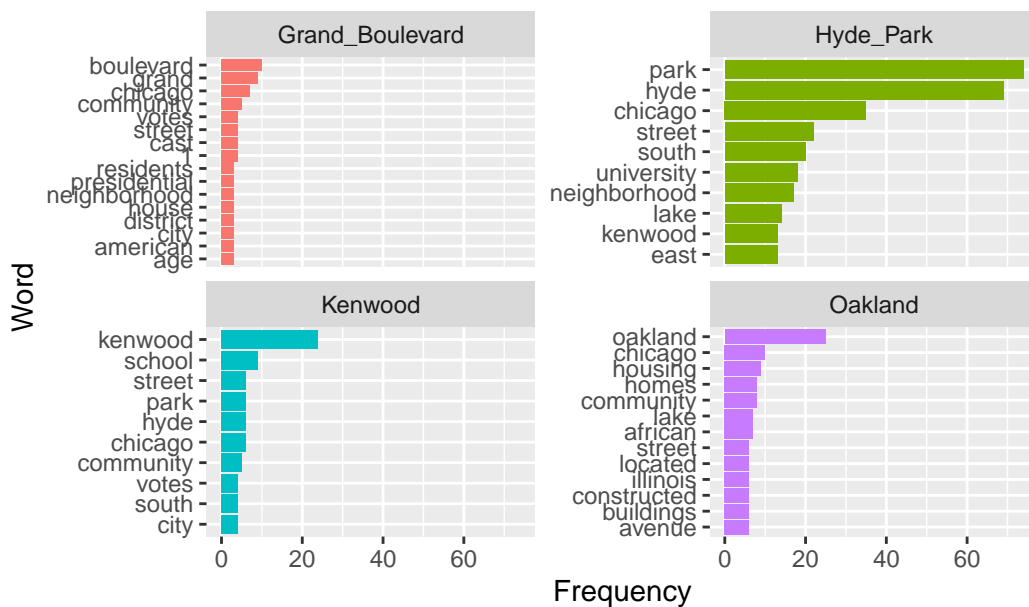 Grand_Boulevard
boulevard
grand
chicago
community
votes
street
cast
1
residents
presidential
neighborhood
house
district
city
american
age
Hyde_Park
park
hyde
chicago
street
south
university
neighborhood
lake
kenwood
east
Word
Kenwood
kenwood
school
street
park
hyde
chicago
community
votes
south
city
0 20 40 60
Oakland
oakland
chicago
housing
homes
community
lake
african
street
located
illinois
constructed
buildings
avenue
0 20 40 60
Frequency